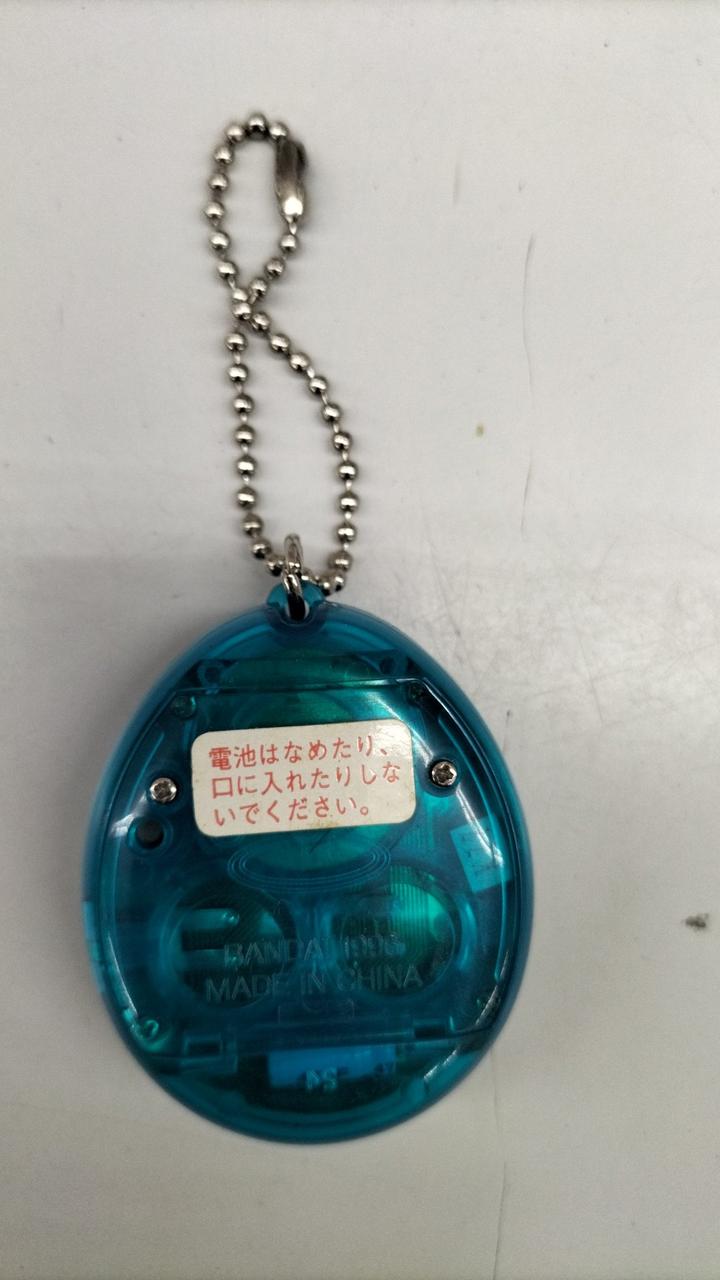 電池はなめたり、
口に入れたりしな
いでください。
BANDAI 1996
MADE IN CHINA